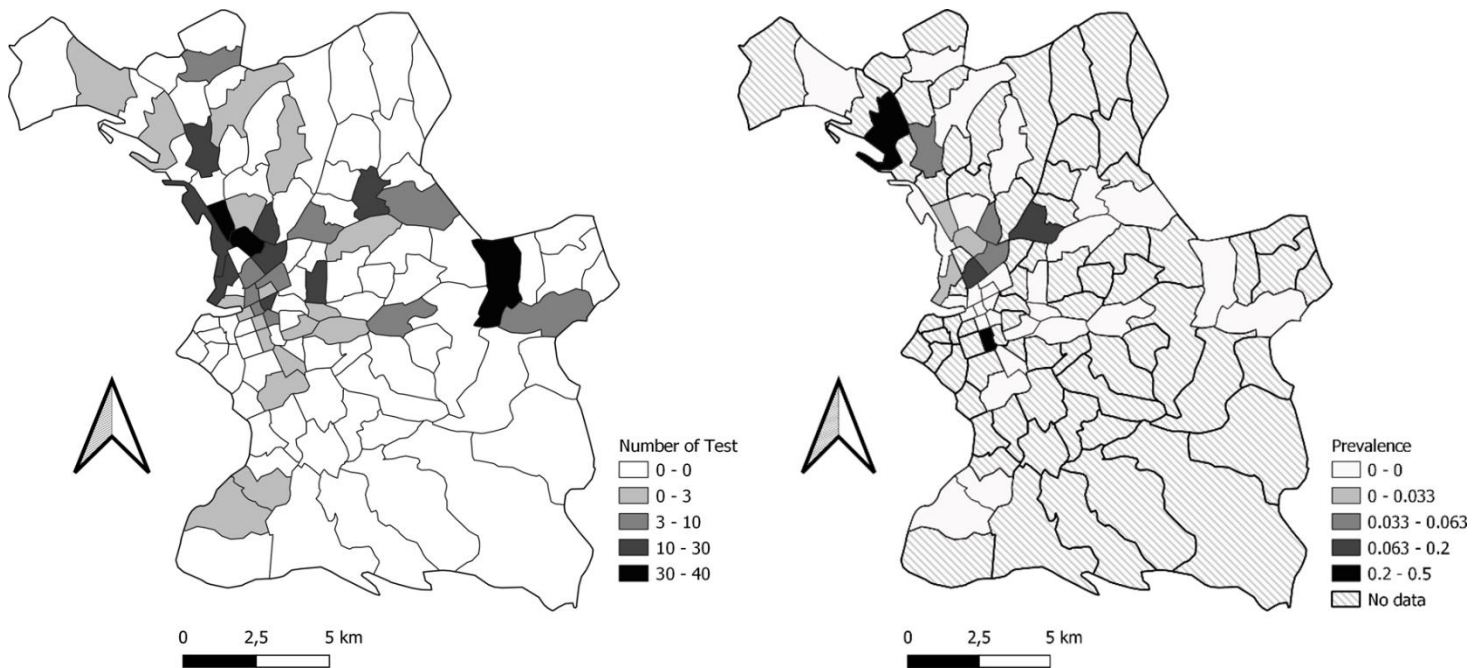 Number of Test
0 - 0
0 - 3
3 - 10
10 - 30
30 - 40
0 2,5 5 km
Prevalence
0 - 0
0 - 0.033
0.033 - 0.063
0.063 - 0.2
0.2 - 0.5
No data
0 2,5 5 km